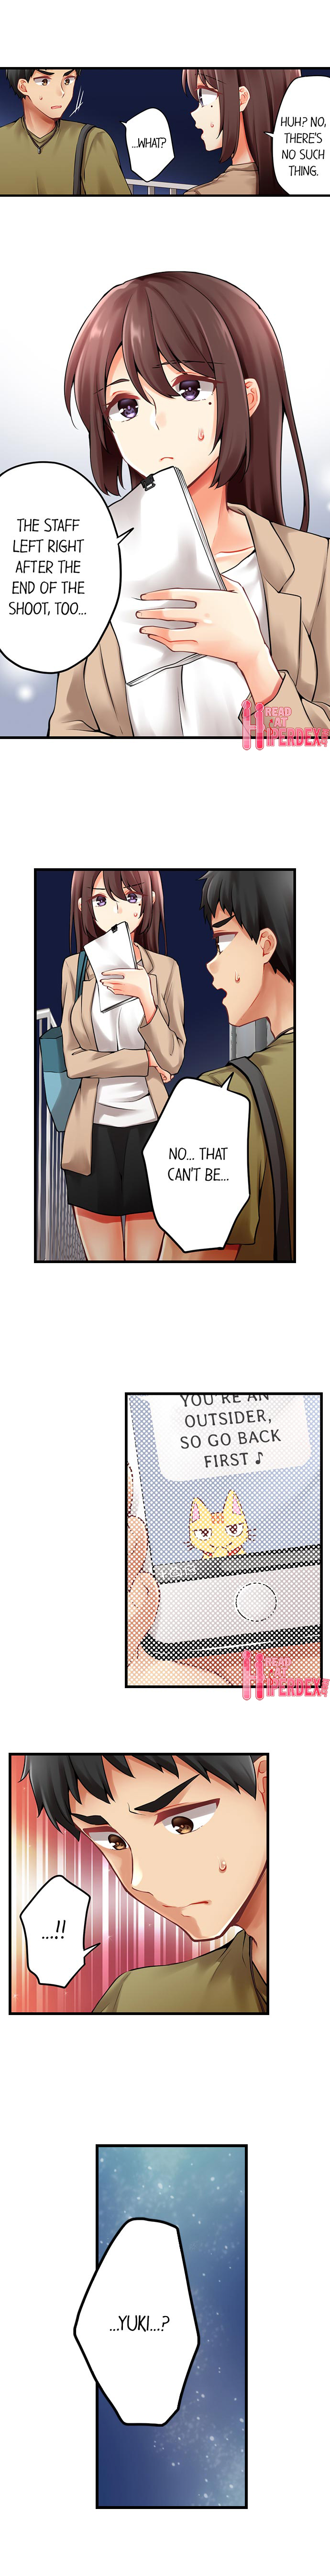 ...WHAT?
HUH? NO,
THERE'S
NO SUCH
THING.
THE STAFF
LEFT RIGHT
AFTER THE
END OF THE
SHOOT, TOO...
READ
AT
HIPERDEX
NO... THAT
CAN'T BE...
YOU'RE AN
OUTSIDER,
SO GO BACK
FIRST ♪
READ
AT
HIPERDEX
....!!
...YUKI...?